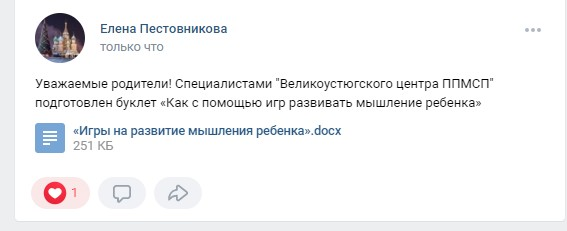 Елена Пестовникова
только что
Уважаемые родители! Специалистами "Великоустюгского центра ППМСП"
подготовлен буклет «Как с помощью игр развивать мышление ребенка»
«Игры на развитие мышления ребенка».docx
251 КБ
1